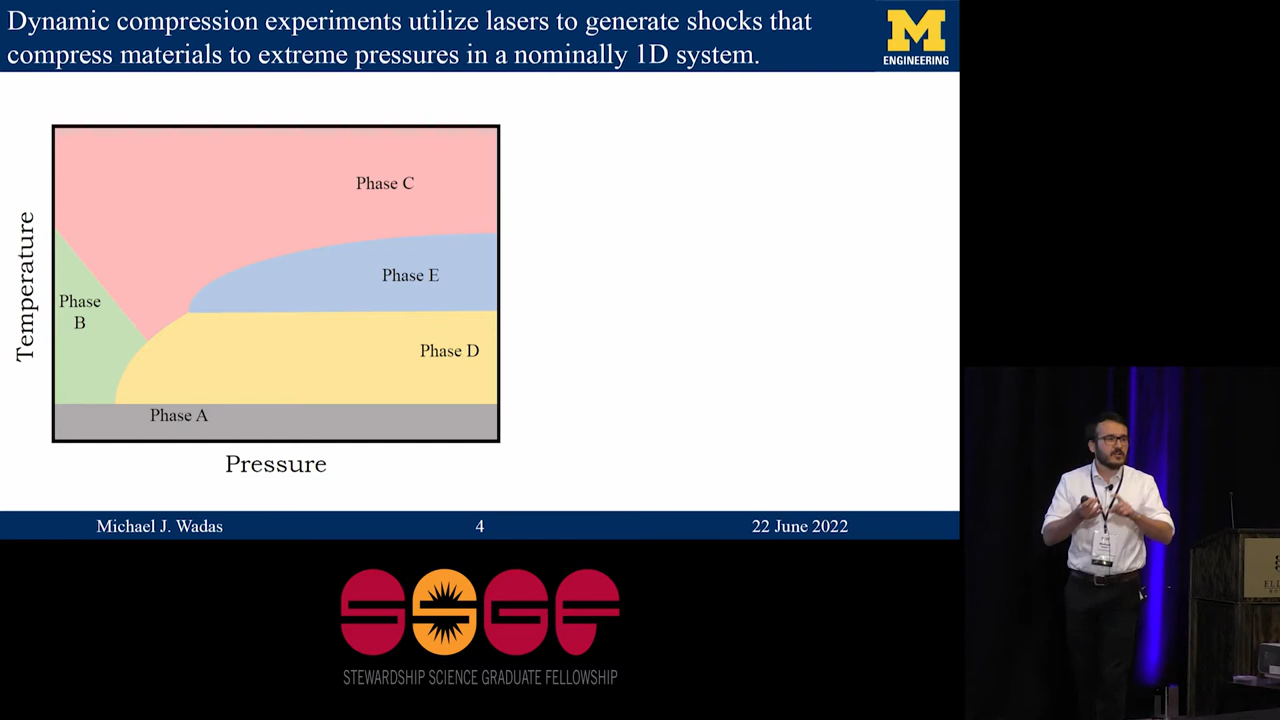 Dynamic compression experiments utilize lasers to generate shocks that
compress materials to extreme pressures in a nominally 1D system.
M
ENGINEERING
Temperature
Phase C
Phase E
Phase
B
Phase D
Phase A
Pressure
Michael J. Wadas
4
22 June 2022
SSGF
STEWARDSHIP SCIENCE GRADUATE FELLOWSHIP